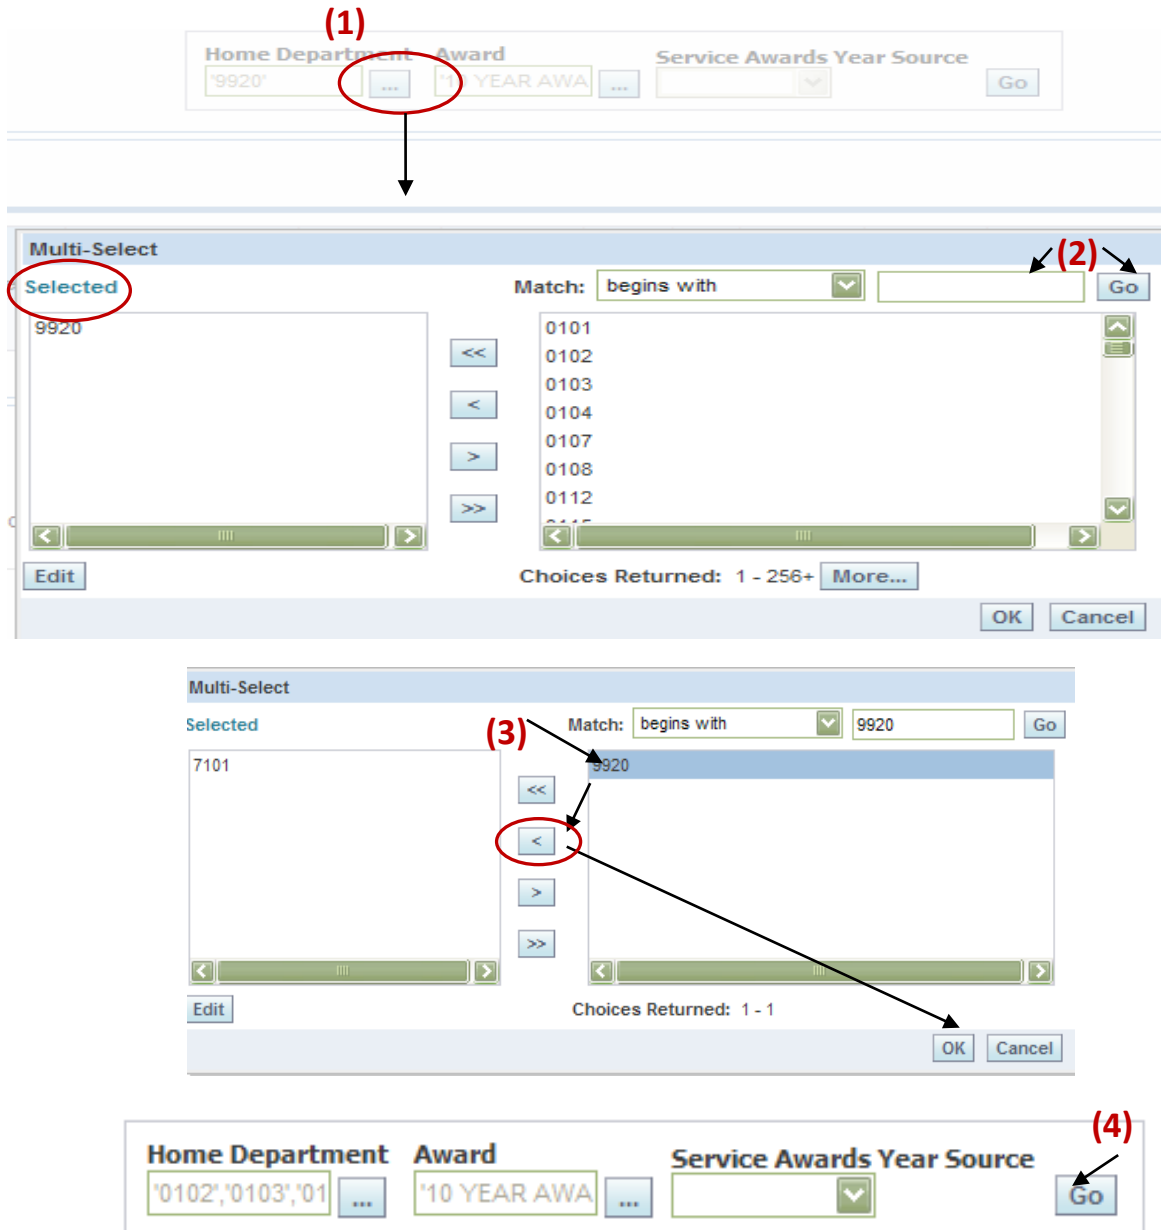 (1)
Home Department Award Service Awards Year Source
'9920' ... '10 YEAR AWA ... Go
Multi-Select
(2)
Selected Match: begins with Go
9920 0101
<< 0102
0103
< 0104
0107
> 0108
>> 0112
Edit Choices Returned: 1 - 256+ More...
OK Cancel
Multi-Select
Selected (3) Match: begins with 9920 Go
7101 9920
<<
<
>
>>
Edit Choices Returned: 1 - 1
OK Cancel
(4)
Home Department Award Service Awards Year Source
'0102','0103','01 ... '10 YEAR AWA ... Go